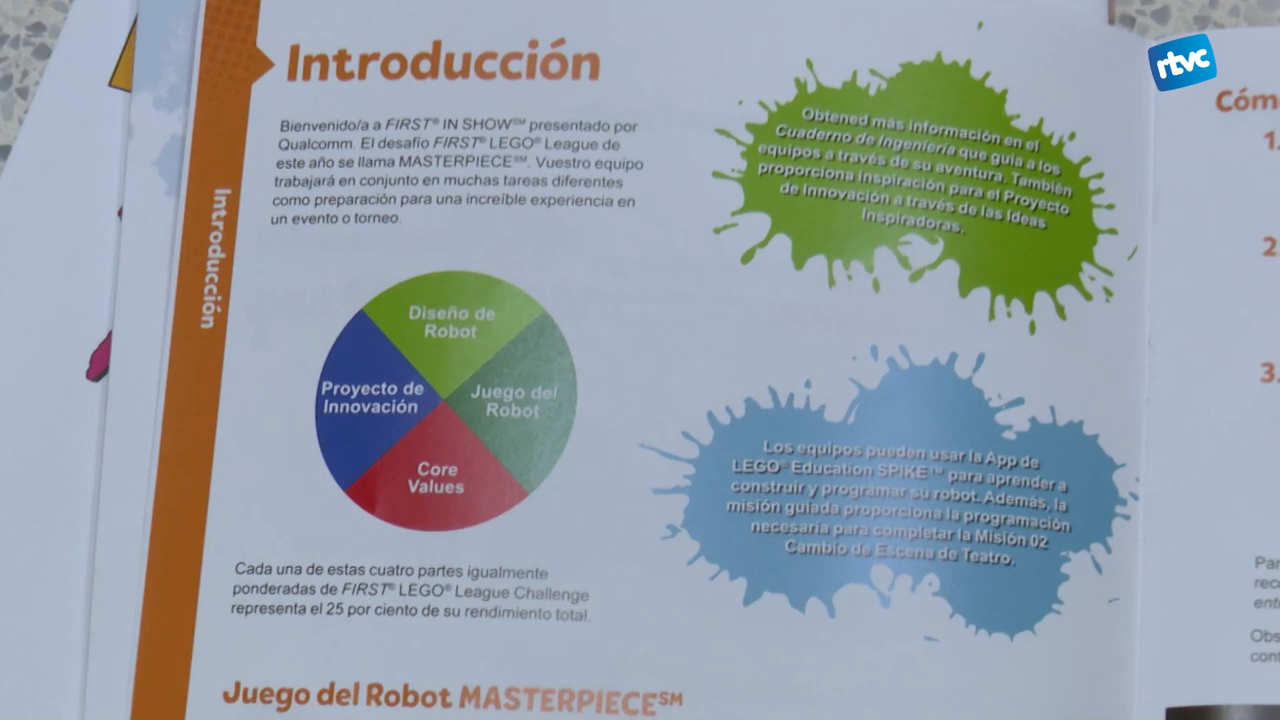 rtvc
Introducción
Introducción
Bienvenido/a a FIRST® IN SHOW℠ presentado por
Qualcomm. El desafío FIRST® LEGO® League de
este año se llama MASTERPIECE℠. Vuestro equipo
trabajará en conjunto en muchas tareas diferentes
como preparación para una increíble experiencia en
un evento o torneo.
Diseño de
Robot
Proyecto de
Innovación
Juego del
Robot
Core
Values
Cada una de estas cuatro partes igualmente
ponderadas de FIRST® LEGO® League Challenge
representa el 25 por ciento de su rendimiento total.
Juego del Robot MASTERPIECE℠
Obtened más información en el
Cuaderno de Ingeniería que guía a los
equipos a través de su aventura. También
proporciona inspiración para el Proyecto
de Innovación a través de las Ideas
Inspiradoras.
Los equipos pueden usar la App de
LEGO® Education SPIKE™ para aprender a
construir y programar su robot. Además, la
misión guiada proporciona la programación
necesaria para completar la Misión 02
Cambio de Escena de Teatro.
Cóm
1.
2.
3.
Par
reco
ent
Obs
con